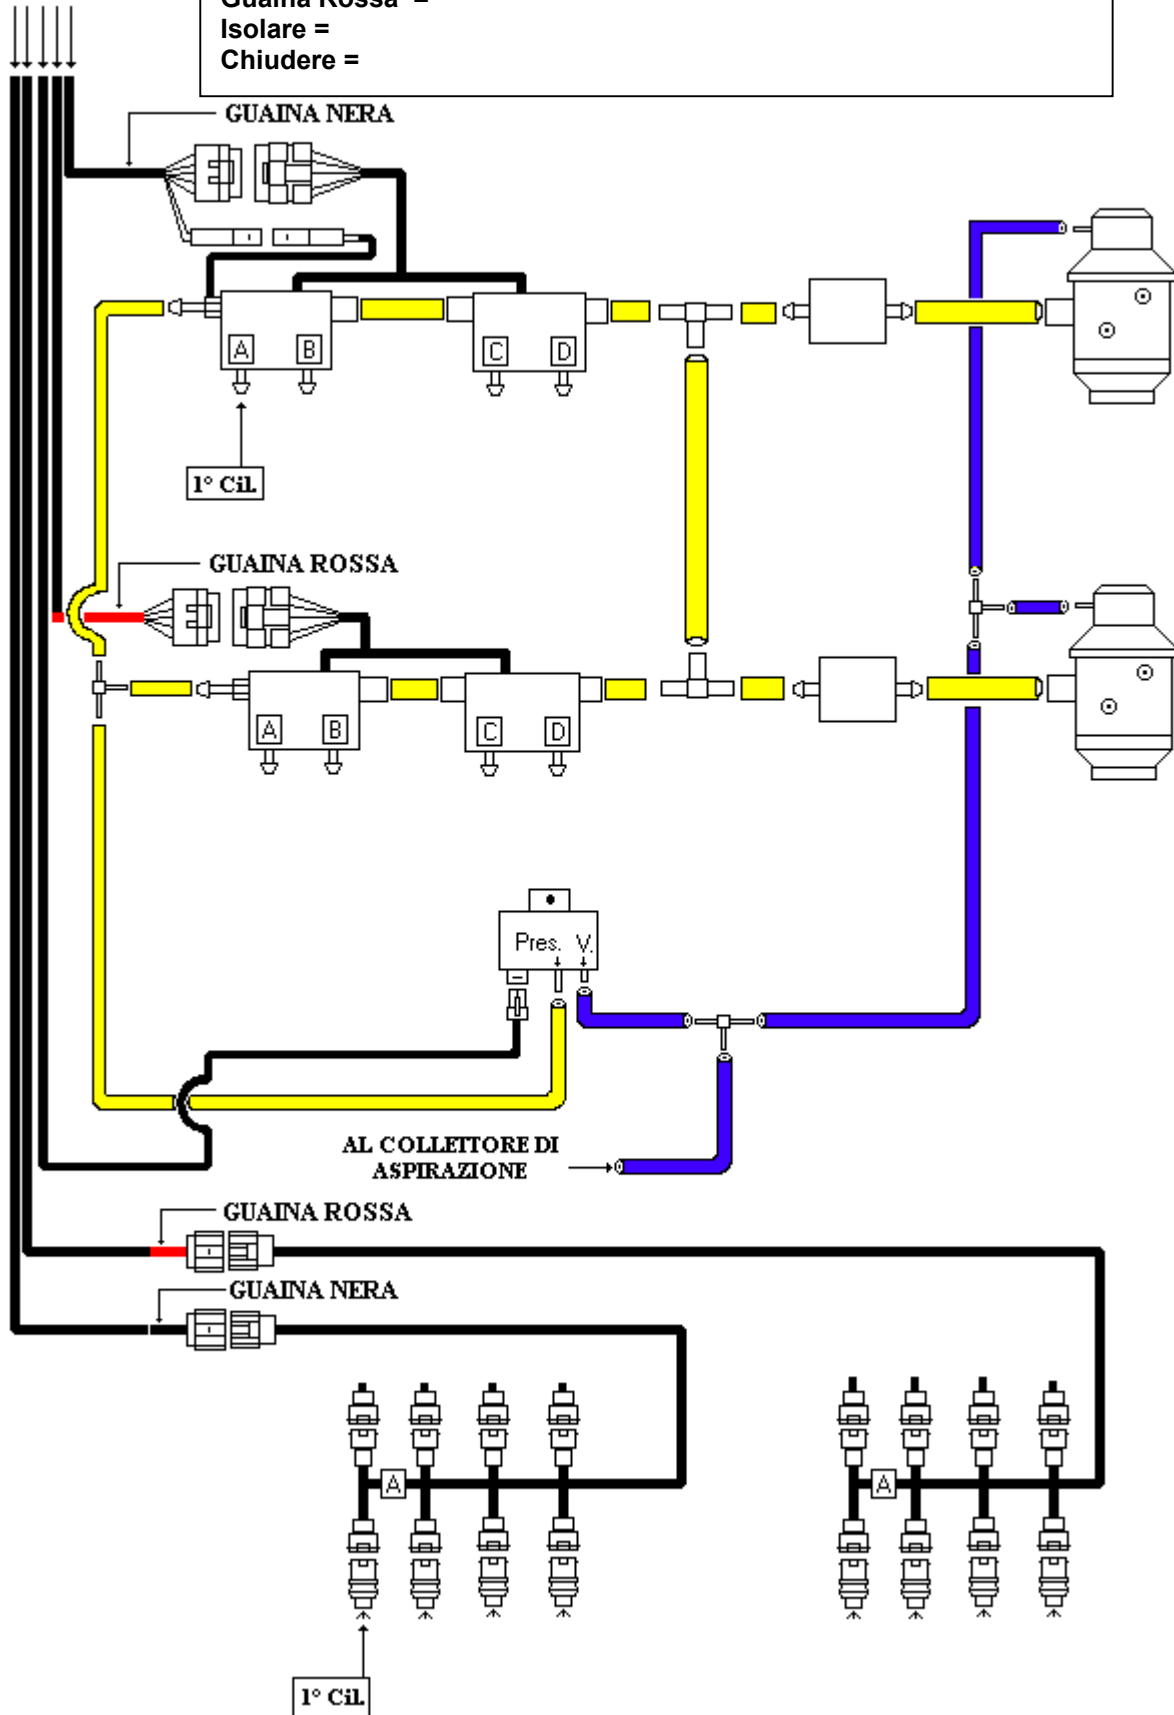 Guaina Rossa =
Isolare =
Chiudere =
GUAINA NERA
A B
C D
1° Cil.
GUAINA ROSSA
A B
C D
Pres. V.
AL COLLETTORE DI
ASPIRAZIONE
GUAINA ROSSA
GUAINA NERA
A
A
1° Cil.